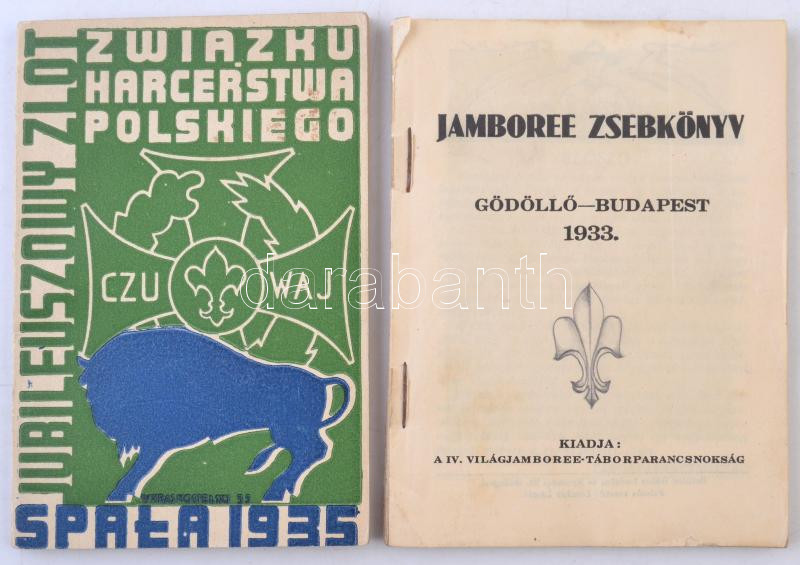 JUBILEUSZOWY ZLOT
ZWIĄZKU
HARCERSTWA
POLSKIEGO
CZU WAJ
SPAŁA 1935
JAMBOREE ZSEBKÖNYV
GÖDÖLLŐ—BUDAPEST
1933.
KIADJA:
A IV. VILÁGJAMBOREE-TÁBORPARANCSNOKSÁG
darabanth